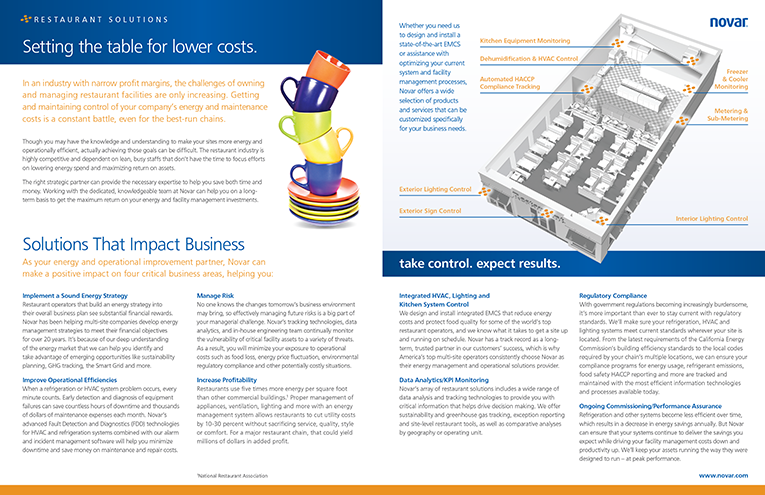 RESTAURANT SOLUTIONS
Setting the table for lower costs.
In an industry with narrow profit margins, the challenges of owning
and managing restaurant facilities are only increasing. Getting
and maintaining control of your company's energy and maintenance
costs is a constant battle, even for the best-run chains.
Though you may have the knowledge and understanding to make your sites more energy and
operationally efficient, actually achieving those goals can be difficult. The restaurant industry is
highly competitive and dependent on lean, busy staffs that don't have the time to focus efforts
on lowering energy spend and maximizing return on assets.
The right strategic partner can provide the necessary expertise to help you save both time and
money. Working with the dedicated, knowledgeable team at Novar can help you on a long-
term basis to get the maximum return on your energy and facility management investments.
Solutions That Impact Business
As your energy and operational improvement partner, Novar can
make a positive impact on four critical business areas, helping you:
Implement a Sound Energy Strategy
Restaurant operators that build an energy strategy into
their overall business plan see substantial financial rewards.
Novar has been helping multi-site companies develop energy
management strategies to meet their financial objectives
for over 20 years. It's because of our deep understanding
of the energy market that we can help you identify and
take advantage of emerging opportunities like sustainability
planning, GHG tracking, the Smart Grid and more.
Improve Operational Efficiencies
When a refrigeration or HVAC system problem occurs, every
minute counts. Early detection and diagnosis of equipment
failures can save countless hours of downtime and thousands
of dollars of maintenance expenses each month. Novar's
advanced Fault Detection and Diagnostics (FDD) technologies
for HVAC and refrigeration systems combined with our alarm
and incident management software will help you minimize
downtime and save money on maintenance and repair costs.
Manage Risk
No one knows the changes tomorrow's business environment
may bring, so effectively managing future risks is a big part of
your managerial challenge. Novar's tracking technologies, data
analytics, and in-house engineering team continually monitor
the vulnerability of critical facility assets to a variety of threats.
As a result, you will minimize your exposure to operational
costs such as food loss, energy price fluctuation, environmental
regulatory compliance and other potentially costly situations.
Increase Profitability
Restaurants use five times more energy per square foot
than other commercial buildings.¹ Proper management of
appliances, ventilation, lighting and more with an energy
management system allows restaurants to cut utility costs
by 10-30 percent without sacrificing service, quality, style
or comfort. For a major restaurant chain, that could yield
millions of dollars in added profit.
¹National Restaurant Association
Whether you need us
to design and install a
state-of-the-art EMCS
or assistance with
optimizing your current
system and facility
management processes,
Novar offers a wide
selection of products
and services that can be
customized specifically
for your business needs.
novar
Kitchen Equipment Monitoring
Dehumidification & HVAC Control
Automated HACCP
Compliance Tracking
Freezer
& Cooler
Monitoring
Metering &
Sub-Metering
Exterior Lighting Control
Exterior Sign Control
Interior Lighting Control
take control. expect results.
Integrated HVAC, Lighting and
Kitchen System Control
We design and install integrated EMCS that reduce energy
costs and protect food quality for some of the world's top
restaurant operators, and we know what it takes to get a site up
and running on schedule. Novar has a track record as a long-
term, trusted partner in our customers' success, which is why
America's top multi-site operators consistently choose Novar as
their energy management and operational solutions provider.
Data Analytics/KPI Monitoring
Novar's array of restaurant solutions includes a wide range of
data analysis and tracking technologies to provide you with
critical information that helps drive decision making. We offer
sustainability and greenhouse gas tracking, exception reporting
and site-level restaurant tools, as well as comparative analyses
by geography or operating unit.
Regulatory Compliance
With government regulations becoming increasingly burdensome,
it's more important than ever to stay current with regulatory
standards. We'll make sure your refrigeration, HVAC and
lighting systems meet current standards wherever your site is
located. From the latest requirements of the California Energy
Commission's building efficiency standards to the local codes
required by your chain's multiple locations, we can ensure your
compliance programs for energy usage, refrigerant emissions,
food safety HACCP reporting and more are tracked and
maintained with the most efficient information technologies
and processes available today.
Ongoing Commissioning/Performance Assurance
Refrigeration and other systems become less efficient over time,
which results in a decrease in energy savings annually. But Novar
can ensure that your systems continue to deliver the savings you
expect while driving your facility management costs down and
productivity up. We'll keep your assets running the way they were
designed to run – at peak performance.
www.novar.com